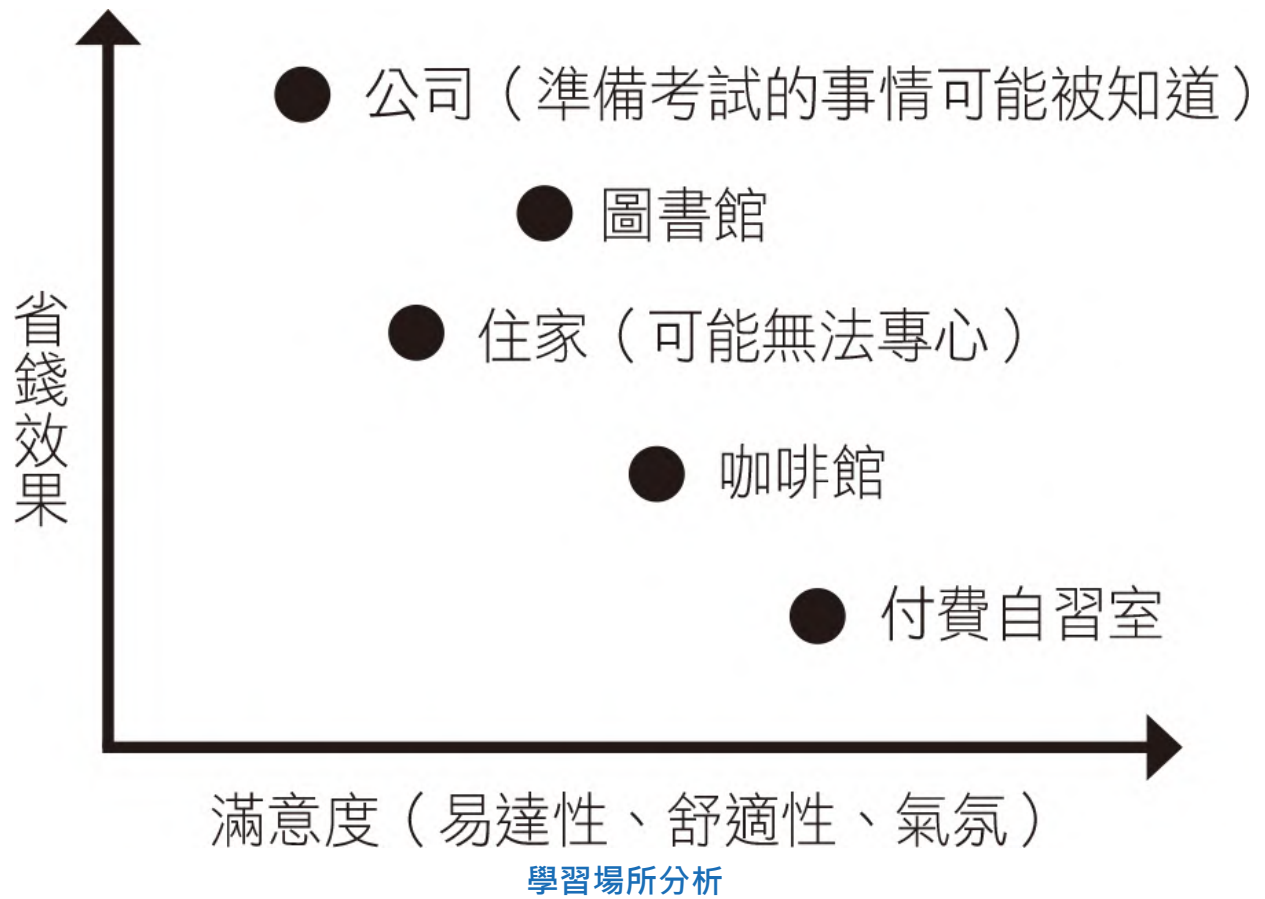 公司（準備考試的事情可能被知道）
圖書館
住家（可能無法專心）
咖啡館
付費自習室
省錢效果
滿意度（易達性、舒適性、氣氛）
學習場所分析